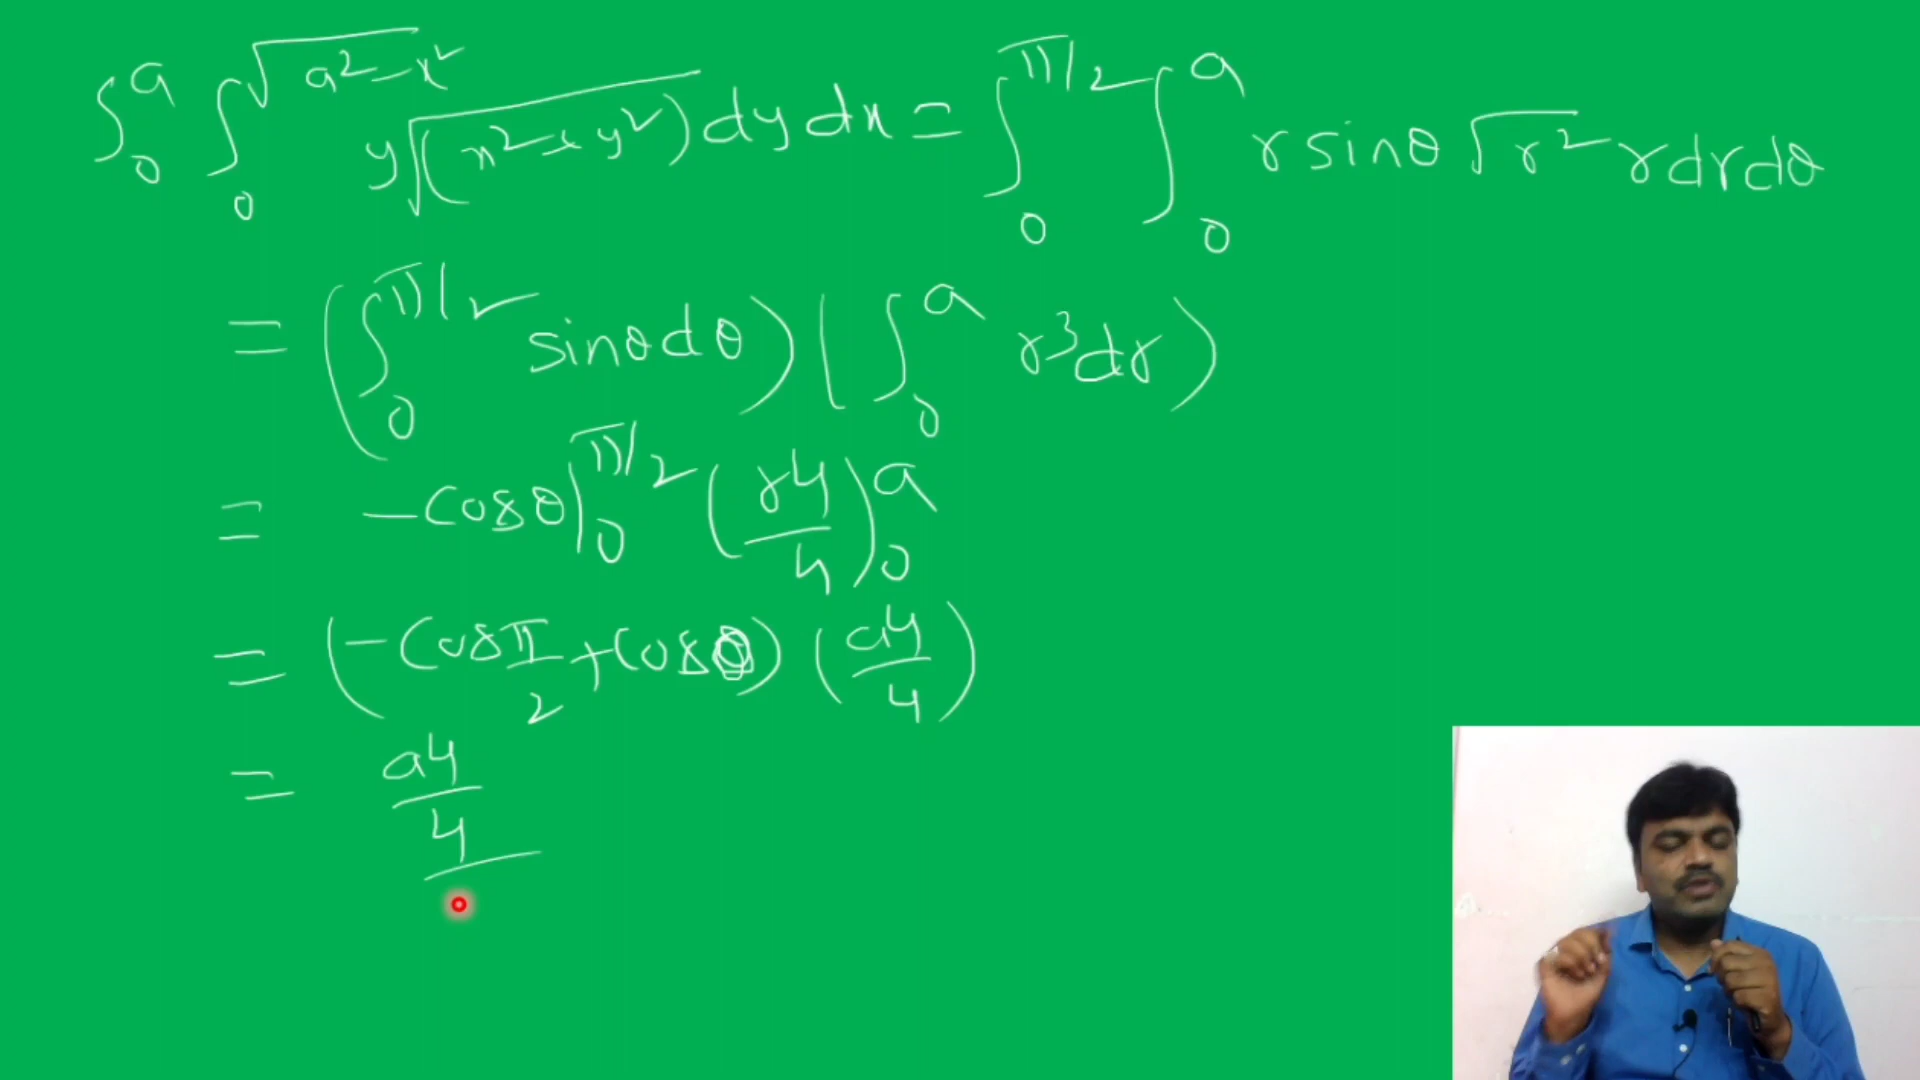 ∫₀^a ∫₀^√(a²-x²) y√(x²+y²) dy dx = ∫₀^π/2 ∫₀^a r sinθ √r² r dr dθ
= (∫₀^π/2 sinθ dθ) (∫₀^a r³ dr)
= -cosθ|₀^π/2 (r⁴/4)₀^a
= (-cos π/2 + cos 0) (a⁴/4)
= a⁴/4